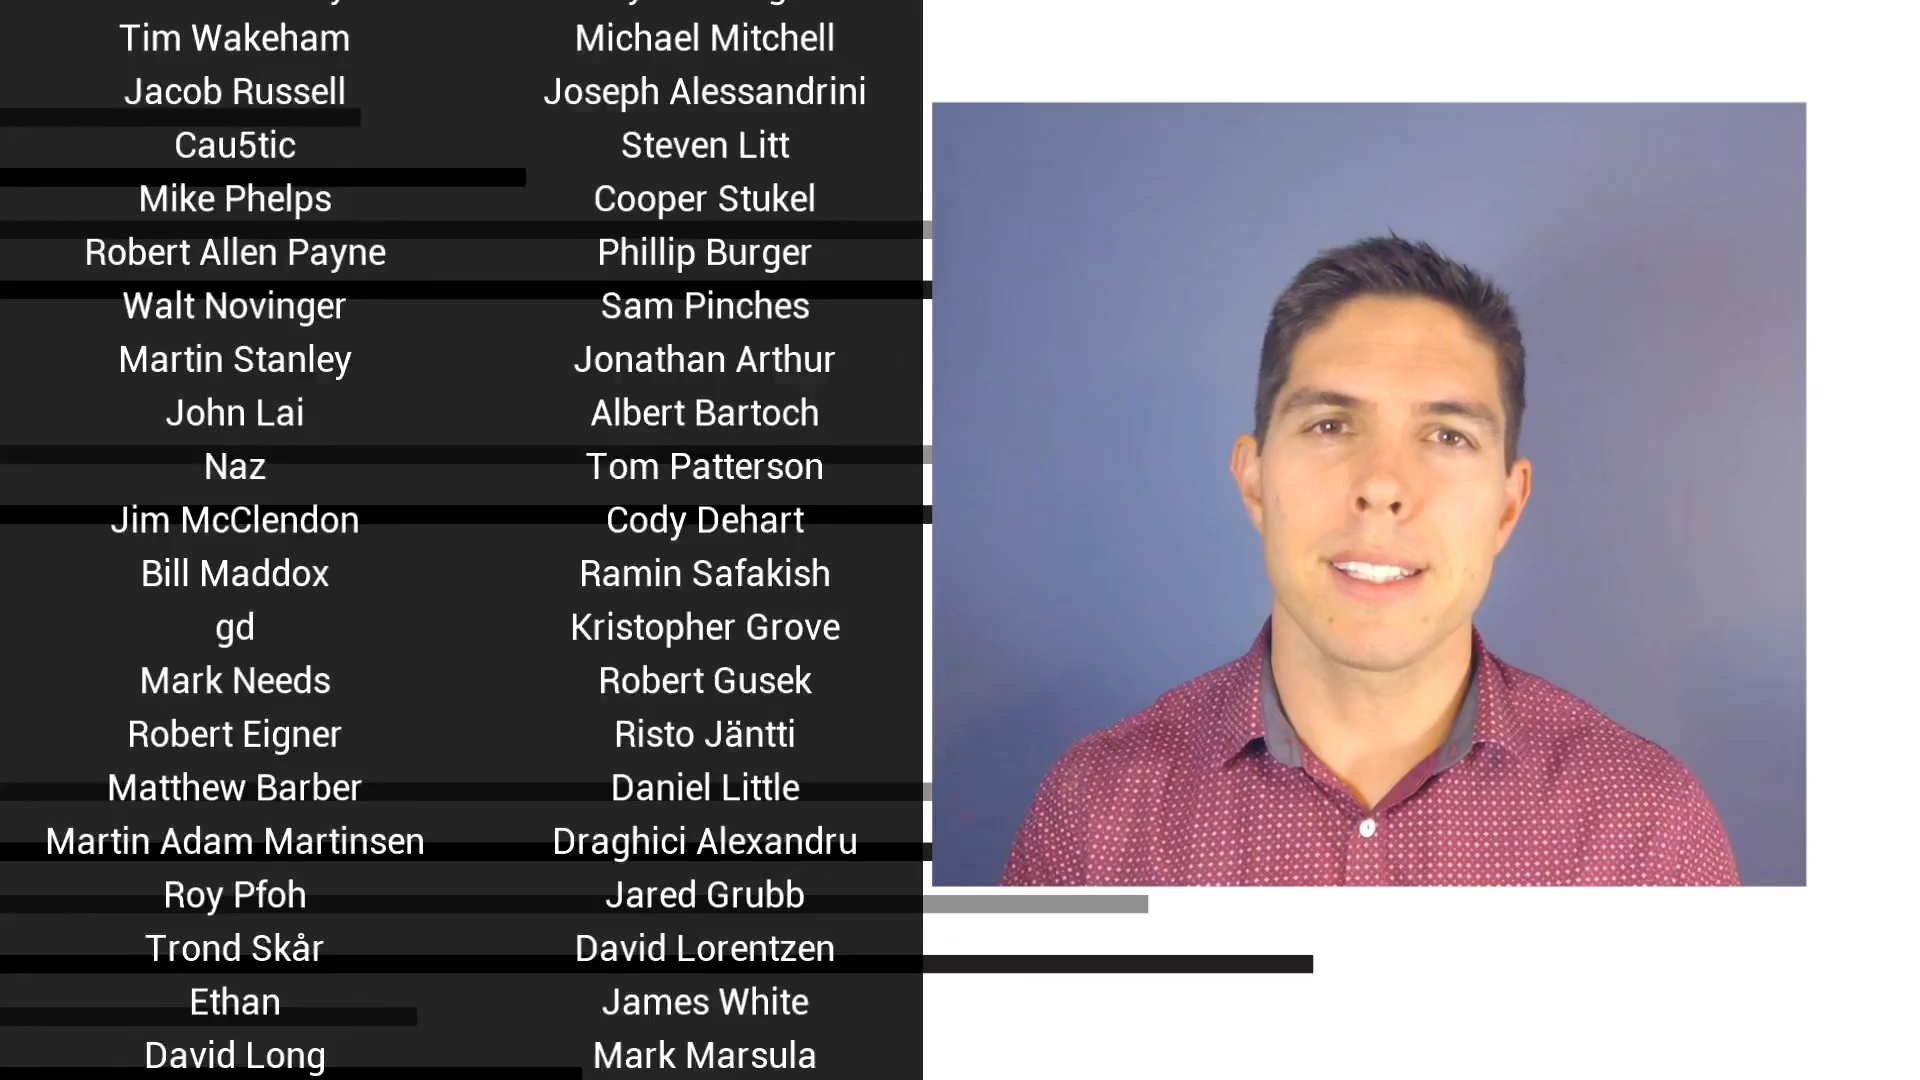 Tim Wakeham
Michael Mitchell
Jacob Russell
Joseph Alessandrini
Cau5tic
Steven Litt
Mike Phelps
Cooper Stukel
Robert Allen Payne
Phillip Burger
Walt Novinger
Sam Pinches
Martin Stanley
Jonathan Arthur
John Lai
Albert Bartoch
Naz
Tom Patterson
Jim McClendon
Cody Dehart
Bill Maddox
Ramin Safakish
gd
Kristopher Grove
Mark Needs
Robert Gusek
Robert Eigner
Risto Jäntti
Matthew Barber
Daniel Little
Martin Adam Martinsen
Draghici Alexandru
Roy Pfoh
Jared Grubb
Trond Skår
David Lorentzen
Ethan
James White
David Long
Mark Marsula